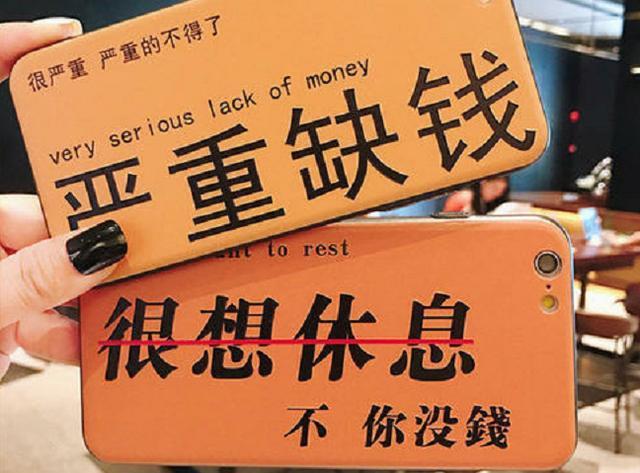 很严重 严重的不得了
very serious lack of money
严重缺钱
to rest
很想休息
不 你没錢